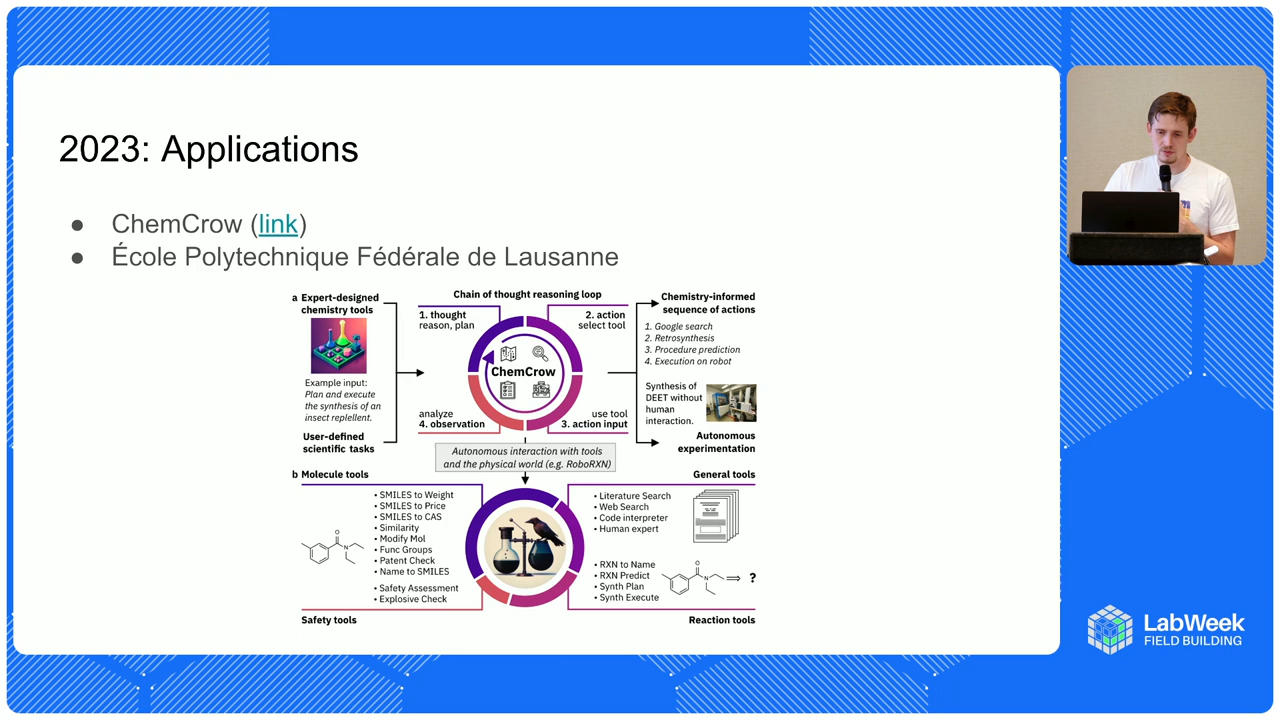 2023: Applications
● ChemCrow (link)
● École Polytechnique Fédérale de Lausanne
a Expert-designed
chemistry tools
Example input:
Plan and execute
the synthesis of an
insect replellent.
User-defined
scientific tasks
Chain of thought reasoning loop
1. thought
reason, plan
2. action
select tool
ChemCrow
analyze
4. observation
use tool
3. action input
Autonomous interaction with tools
and the physical world (e.g. RoboRXN)
Chemistry-informed
sequence of actions
1. Google search
2. Retrosynthesis
3. Procedure prediction
4. Execution on robot
Synthesis of
DEET without
human
interaction.
Autonomous
experimentation
b Molecule tools
• SMILES to Weight
• SMILES to Price
• SMILES to CAS
• Similarity
• Modify Mol
• Func Groups
• Patent Check
• Name to SMILES
• Safety Assessment
• Explosive Check
Safety tools
General tools
• Literature Search
• Web Search
• Code interpreter
• Human expert
• RXN to Name
• RXN Predict
• Synth Plan
• Synth Execute
O
N
O
N
?
Reaction tools
LabWeek
FIELD BUILDING